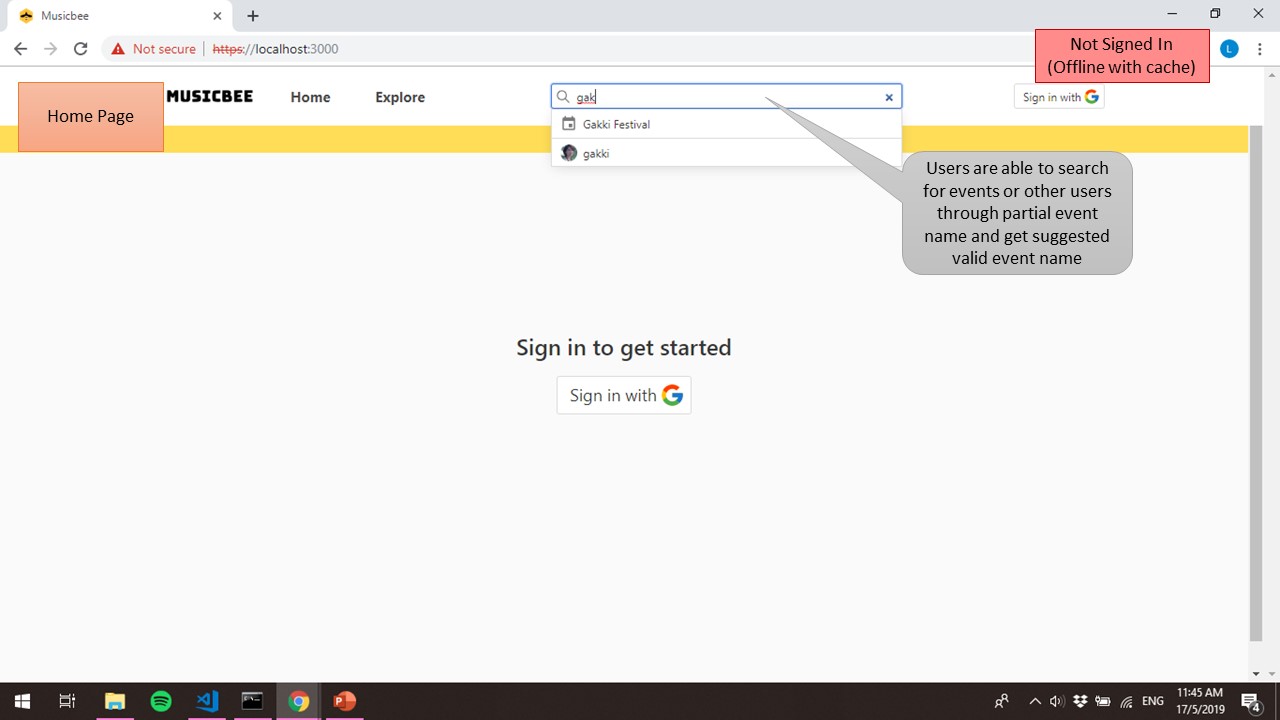 Musicbee
Not secure
https://localhost:3000
L
Not Signed In
(Offline with cache)
Home Page
MUSICBEE
Home
Explore
gak
Sign in with
Gakki Festival
gakki
Users are able to search
for events or other users
through partial event
name and get suggested
valid event name
Sign in to get started
Sign in with
ENG
11:45 AM
17/5/2019
4